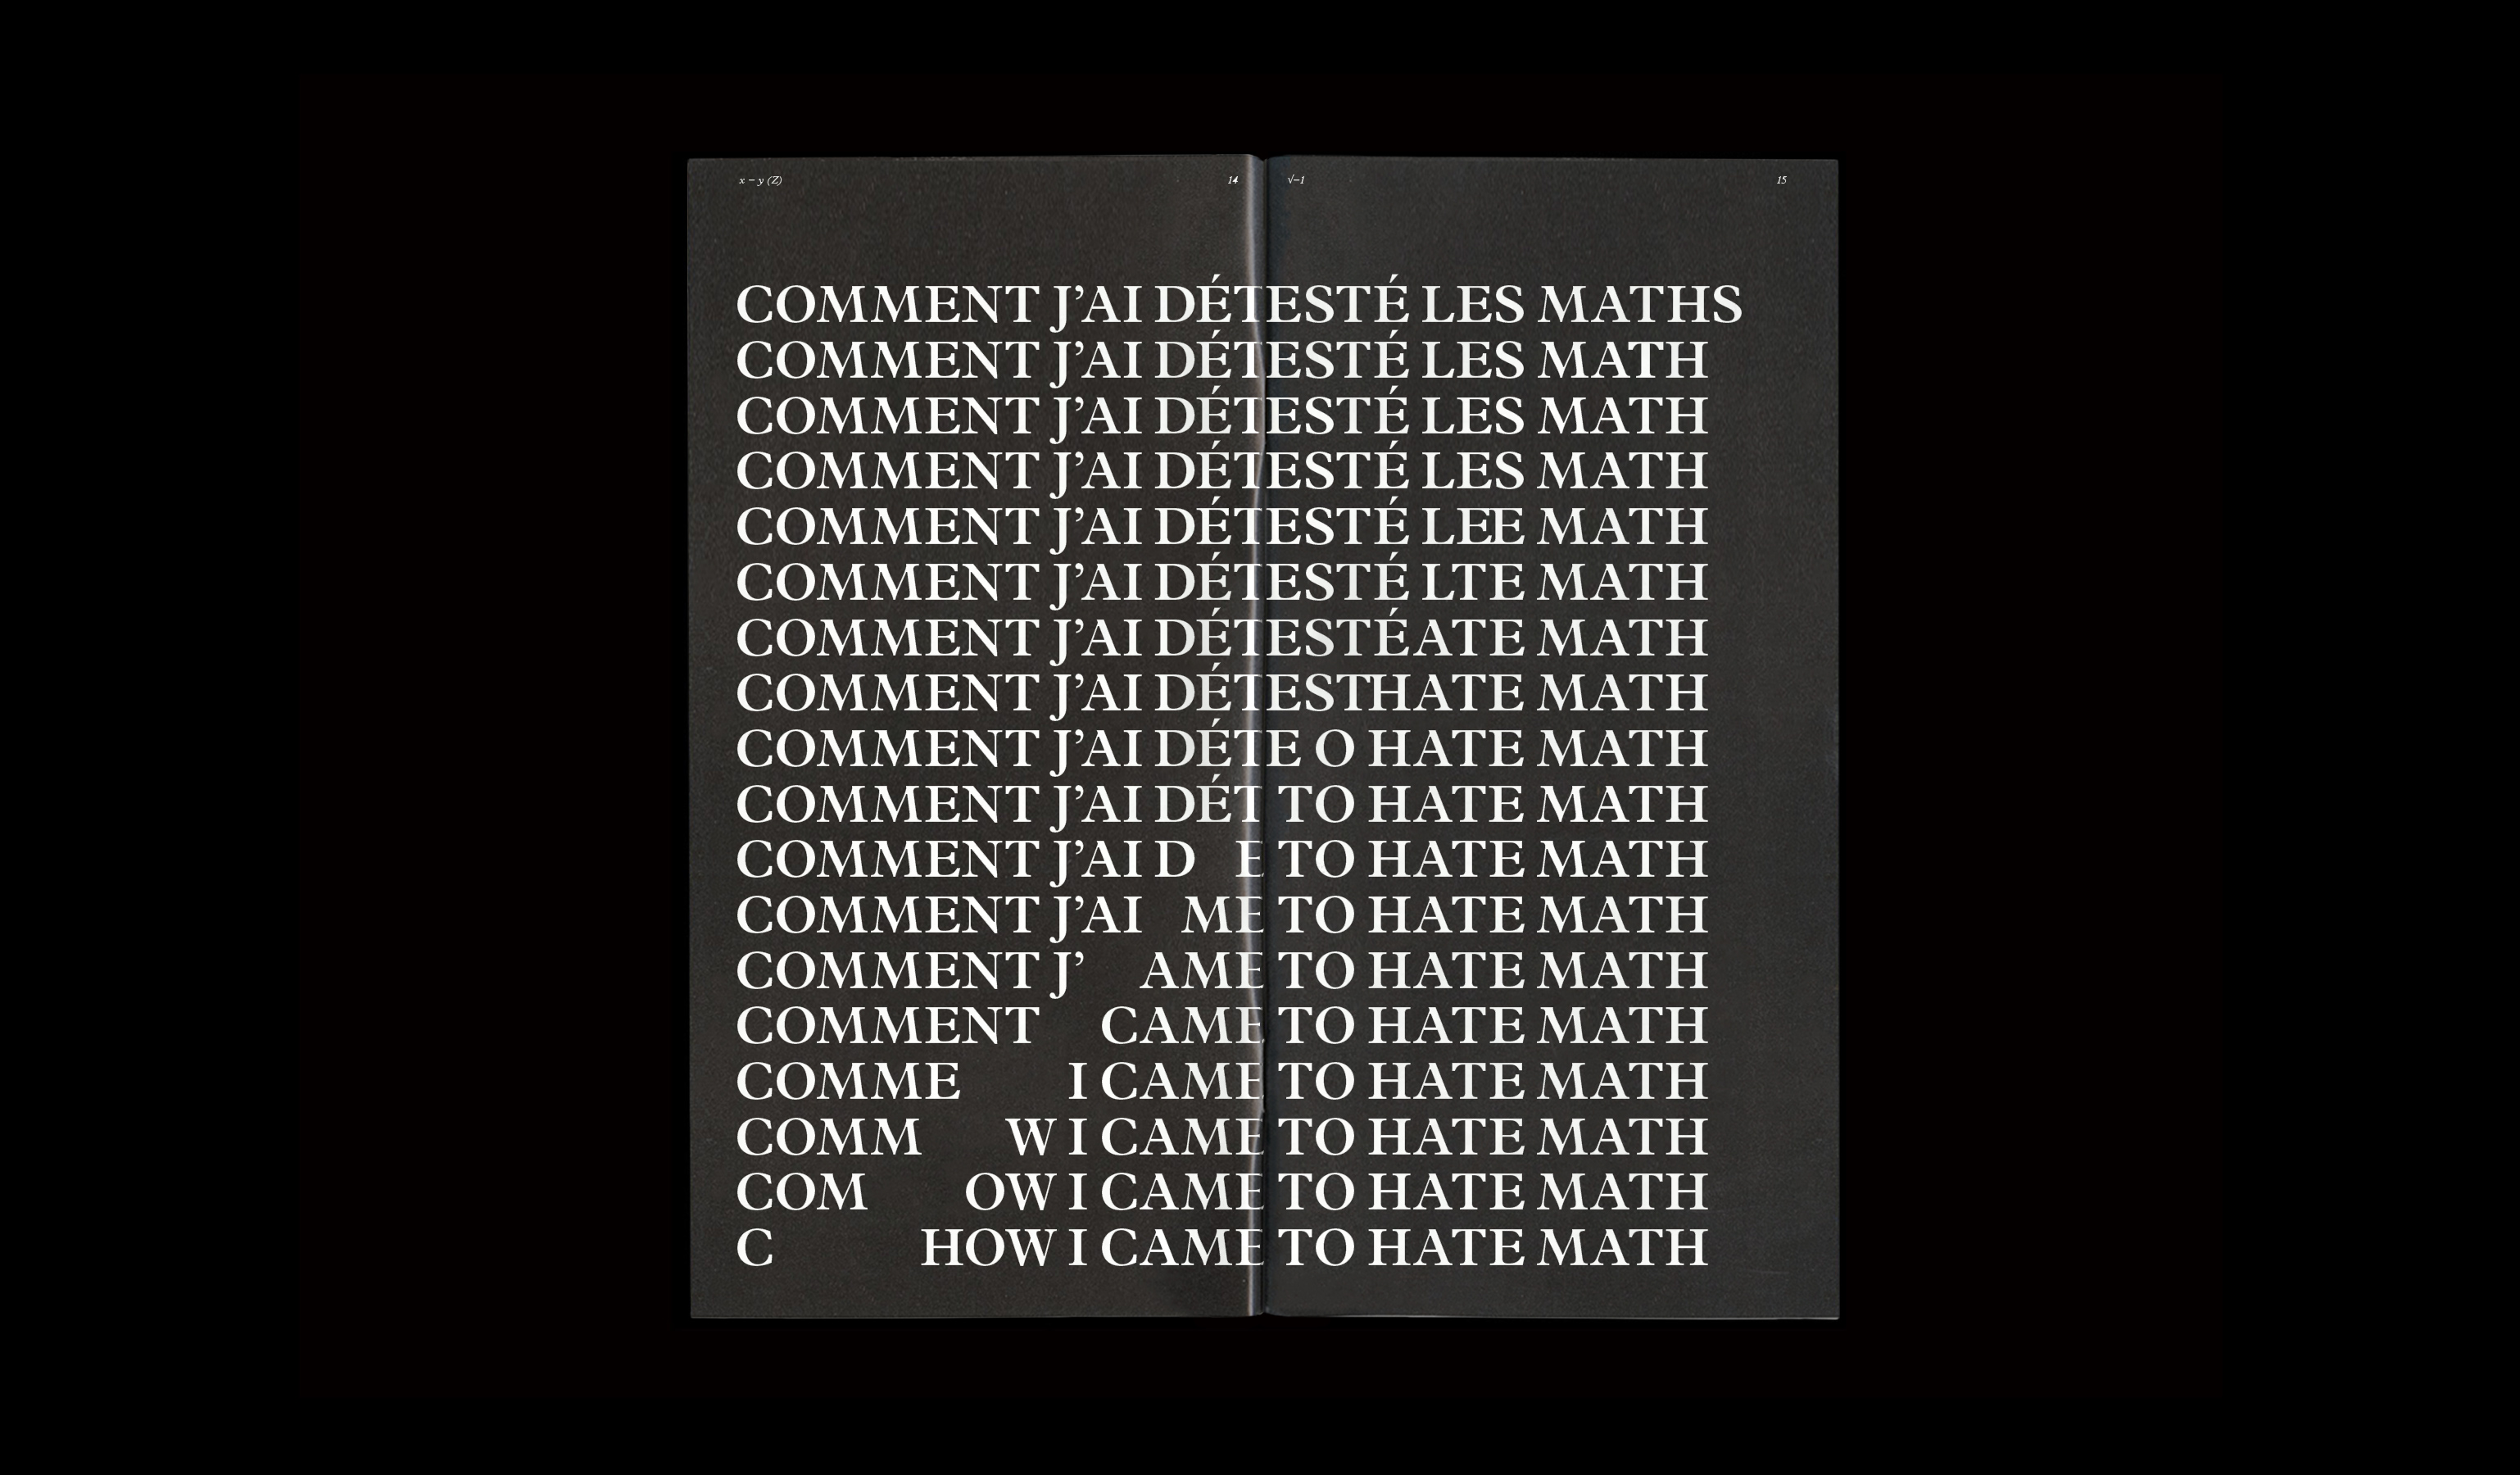 x – y (Z) 14 √–1 15
COMMENT J’AI DÉTESTÉ LES MATHS
COMMENT J’AI DÉTESTÉ LES MATH
COMMENT J’AI DÉTESTÉ LES MATH
COMMENT J’AI DÉTESTÉ LES MATH
COMMENT J’AI DÉTESTÉ LEE MATH
COMMENT J’AI DÉTESTÉ LTE MATH
COMMENT J’AI DÉTESTÉATE MATH
COMMENT J’AI DÉTESTHATE MATH
COMMENT J’AI DÉTE O HATE MATH
COMMENT J’AI DÉT TO HATE MATH
COMMENT J’AI D E TO HATE MATH
COMMENT J’AI ME TO HATE MATH
COMMENT J’ AME TO HATE MATH
COMMENT CAME TO HATE MATH
COMME I CAME TO HATE MATH
COMM W I CAME TO HATE MATH
COM OW I CAME TO HATE MATH
C HOW I CAME TO HATE MATH